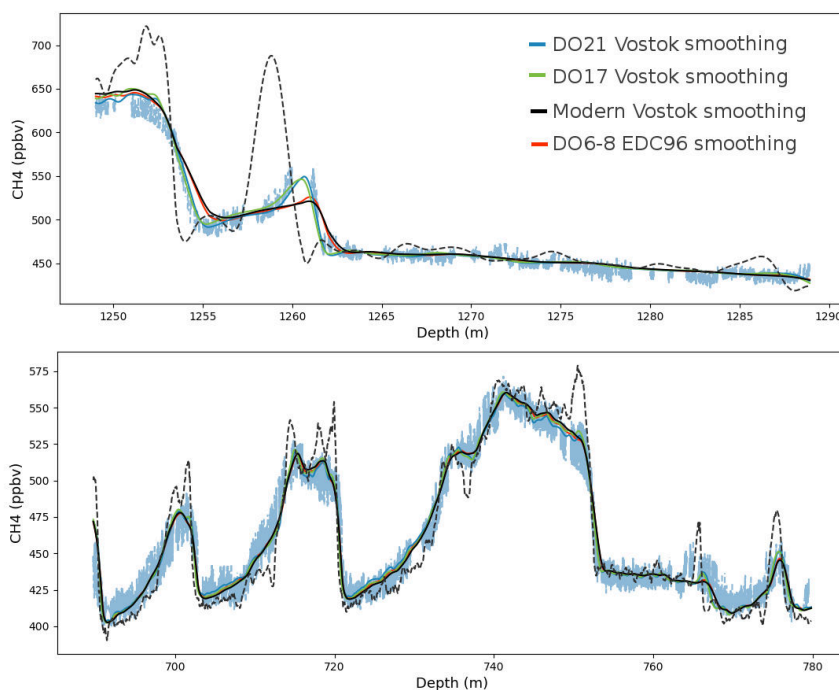 700
650
600
550
500
450
CH4 (ppbv)
DO21 Vostok smoothing
DO17 Vostok smoothing
Modern Vostok smoothing
DO6-8 EDC96 smoothing
1250 1255 1260 1265 1270 1275 1280 1285 1290
Depth (m)
575
550
525
500
475
450
425
400
CH4 (ppbv)
700 720 740 760 780
Depth (m)